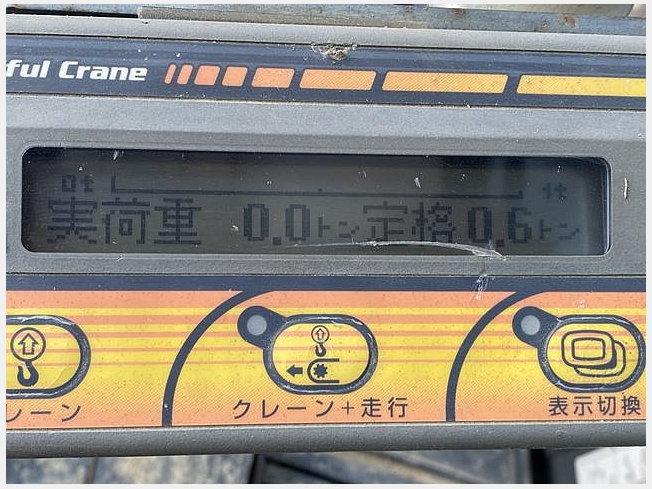 ful Crane
0t 1t
実荷重 0.0トン 定格 0.6トン
レーン クレーン+走行 表示切換